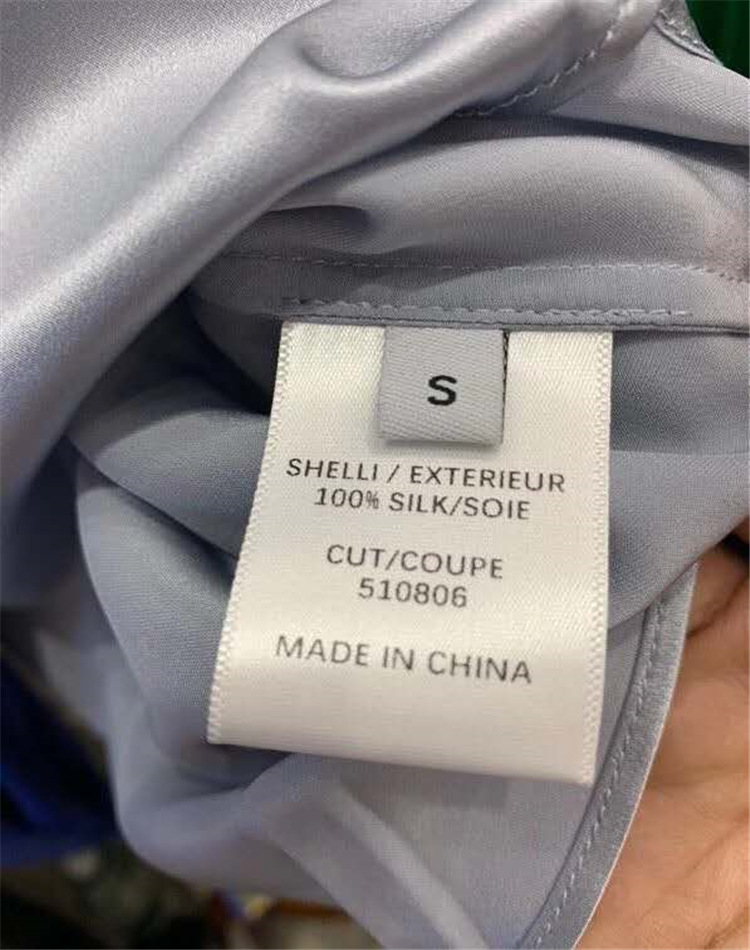 S
SHELLI / EXTERIEUR
100% SILK/SOIE
CUT/COUPE
510806
MADE IN CHINA